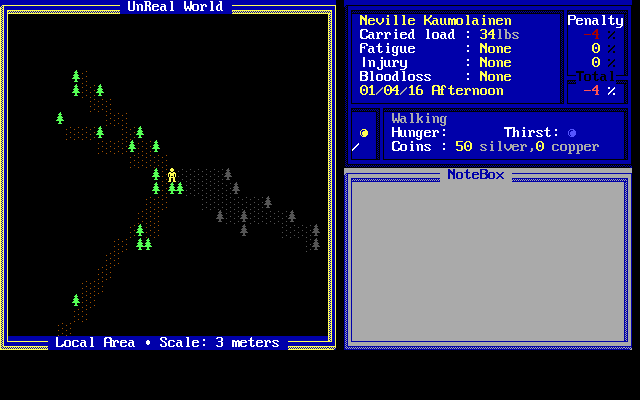 UnReal World
Neville Kaumolainen
Penalty
Carried load : 34lbs
-4 %
Fatigue : None
0 %
Injury : None
0 %
Bloodloss : None
Total
01/04/16 Afternoon
-4 %
Walking
Hunger: Thirst:
Coins : 50 silver,0 copper
NoteBox
Local Area • Scale: 3 meters